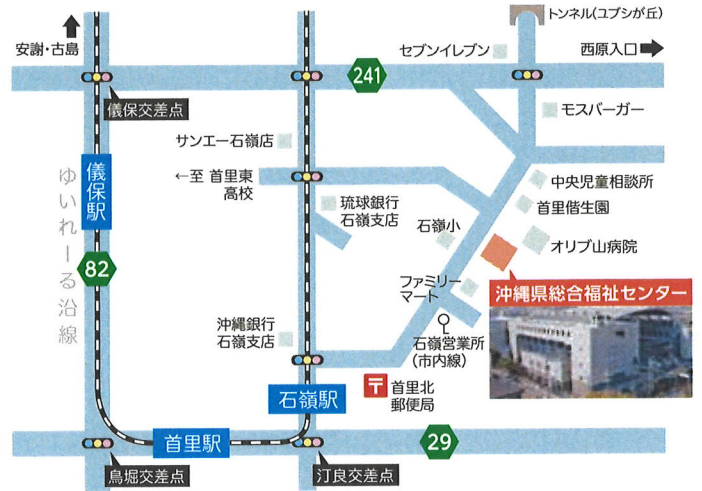 トンネル(ユブシが丘)
安謝・古島
セブンイレブン
西原入口
241
儀保交差点
モスバーガー
サンエー石嶺店
←至 首里東
高校
中央児童相談所
首里偕生園
儀保駅
ゆいれーる沿線
琉球銀行
石嶺支店
石嶺小
オリブ山病院
82
ファミリー
マート
沖縄県総合福祉センター
沖縄銀行
石嶺支店
石嶺営業所
(市内線)
〒
首里北
郵便局
石嶺駅
首里駅
29
鳥堀交差点
汀良交差点